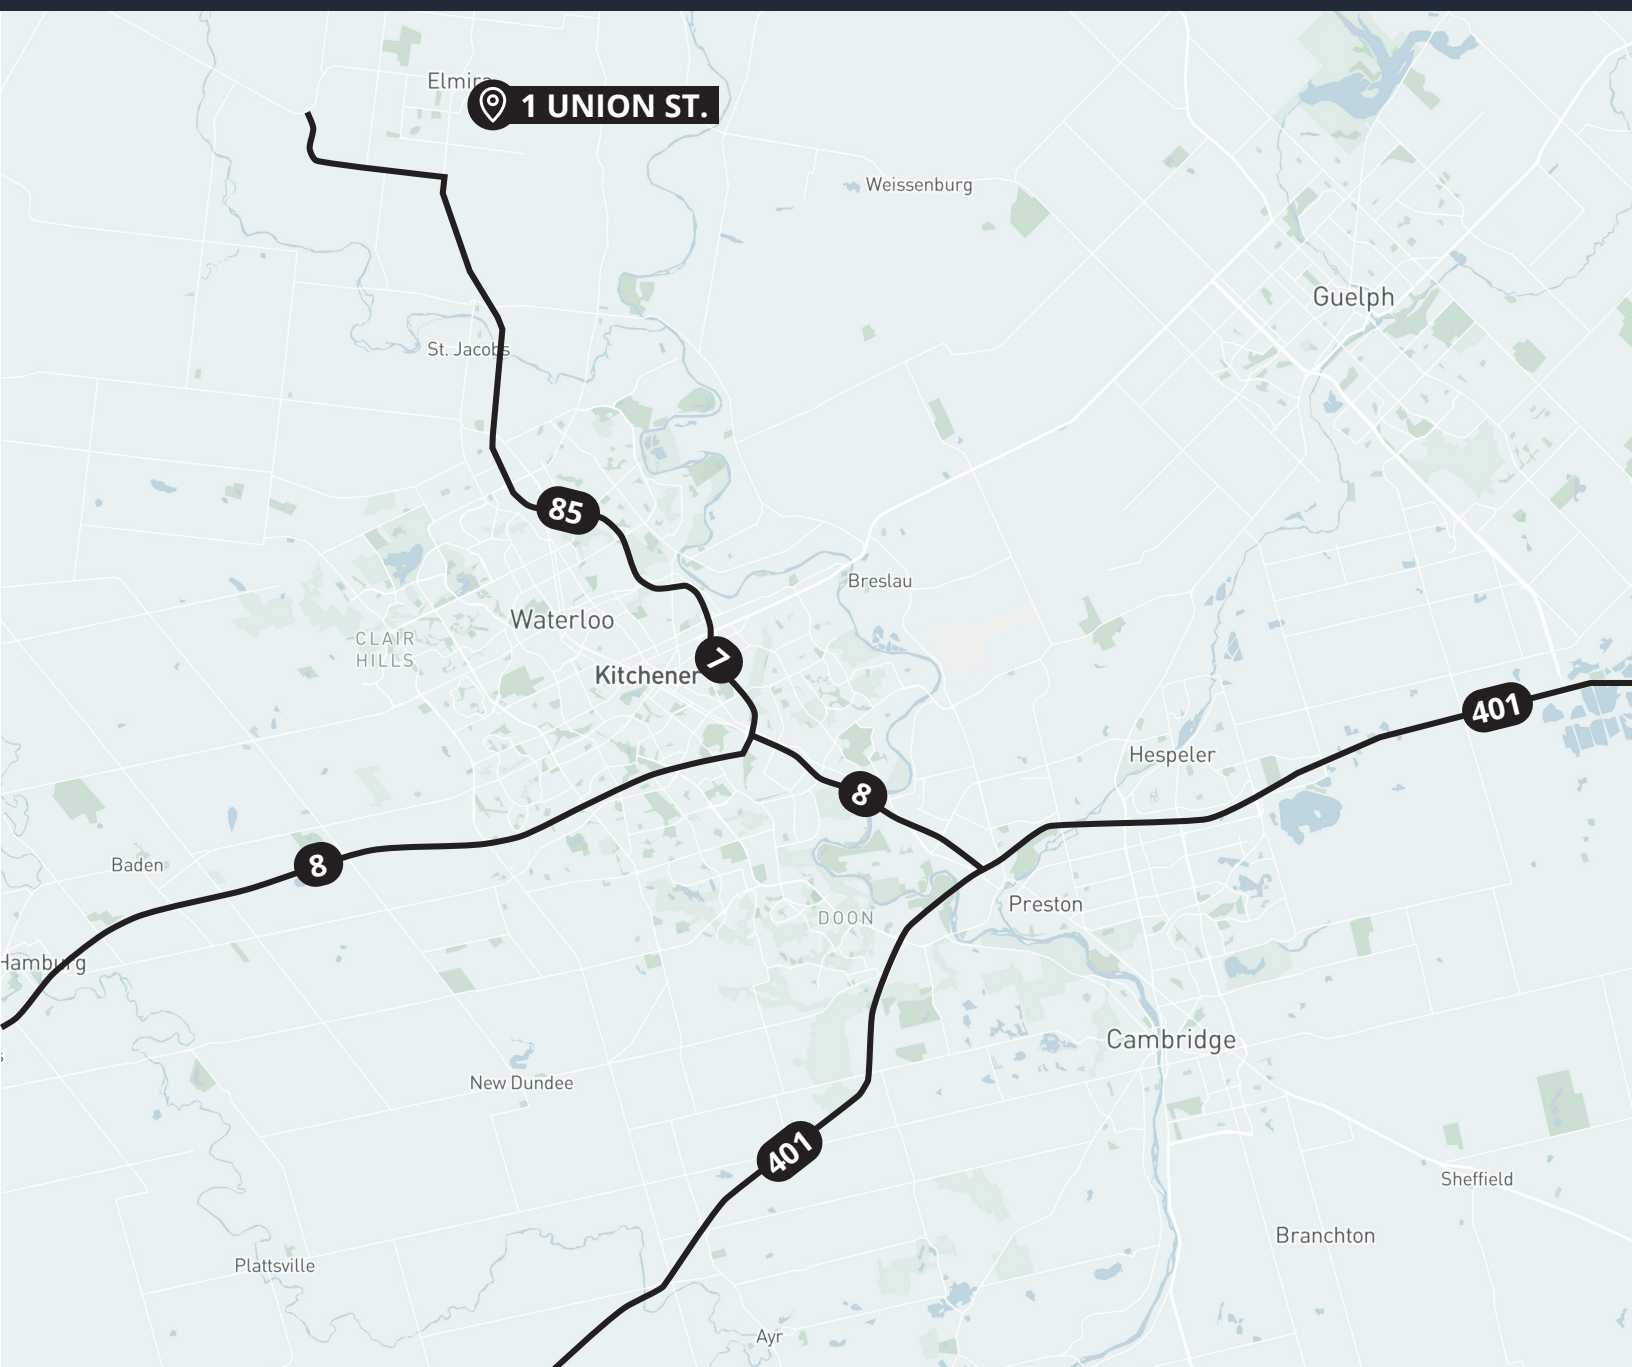 Elmira
1 UNION ST.
Weissenburg
Guelph
St. Jacobs
85
Breslau
Waterloo
CLAIR
HILLS
7
Kitchener
401
Hespeler
8
8
Baden
Preston
DOON
Hamburg
Cambridge
New Dundee
401
Sheffield
Branchton
Plattsville
Ayr